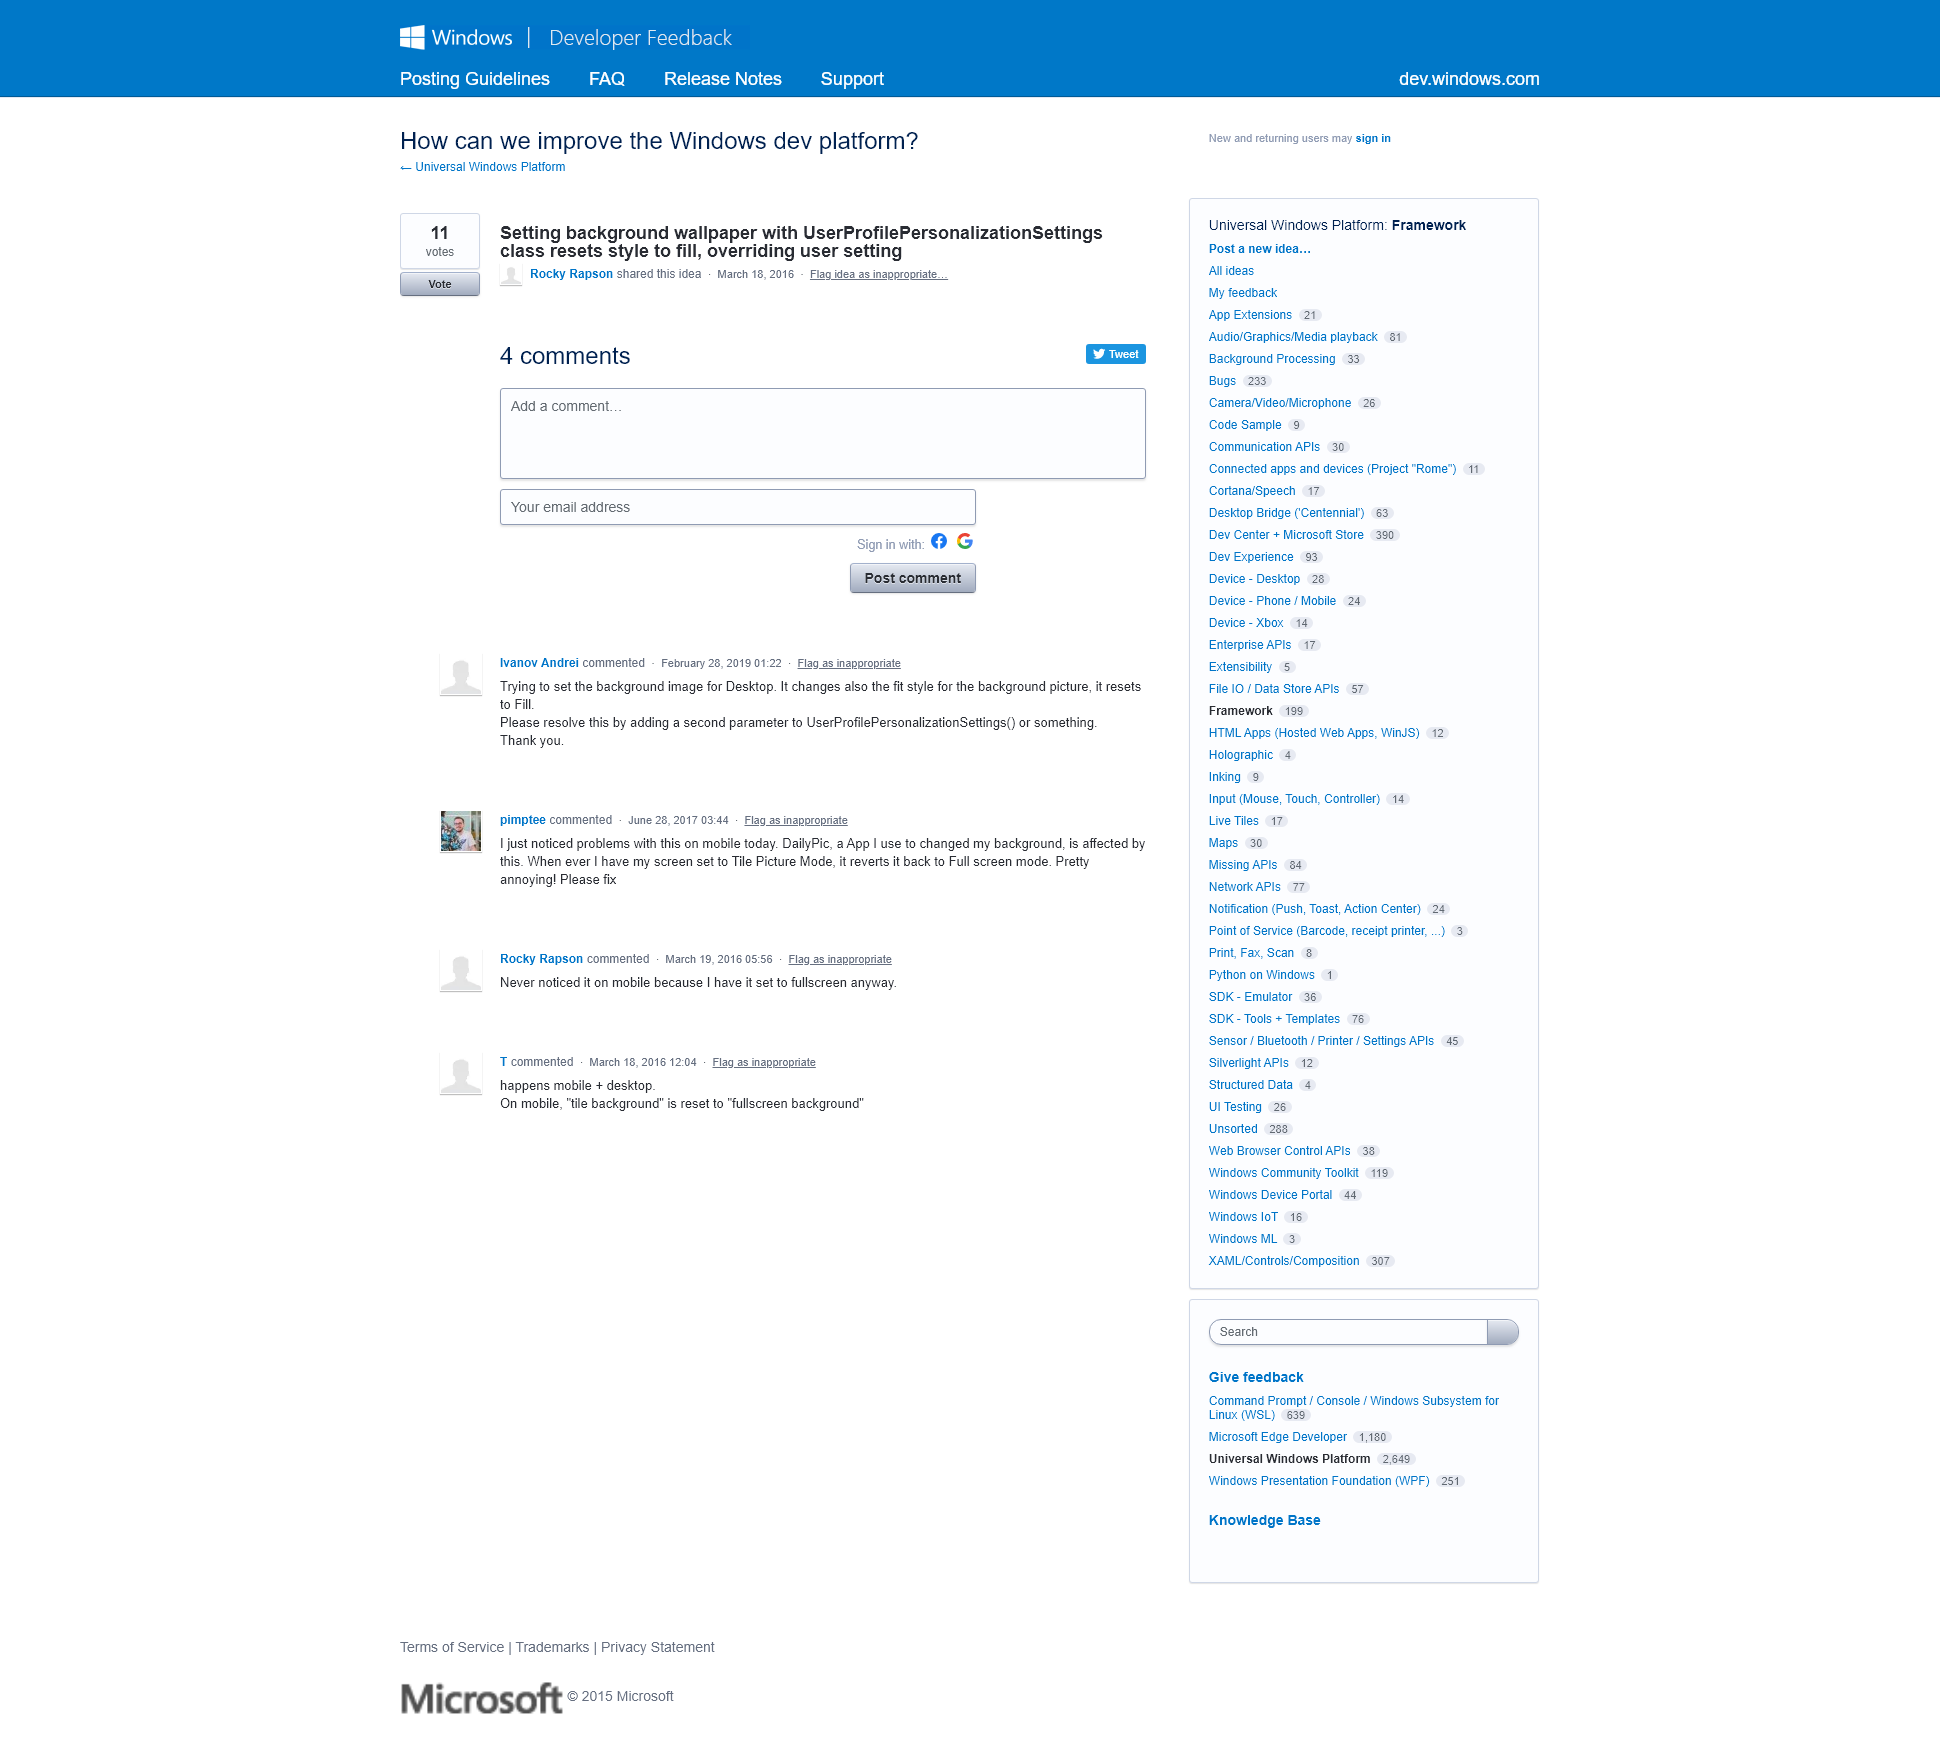 Windows | Developer Feedback
Posting Guidelines FAQ Release Notes Support dev.windows.com
How can we improve the Windows dev platform?
New and returning users may sign in
← Universal Windows Platform
11
votes
Vote
Setting background wallpaper with UserProfilePersonalizationSettings
class resets style to fill, overriding user setting
Rocky Rapson shared this idea · March 18, 2016 · Flag idea as inappropriate…
4 comments
Tweet
Add a comment…
Your email address
Sign in with:
Post comment
Ivanov Andrei commented · February 28, 2019 01:22 · Flag as inappropriate
Trying to set the background image for Desktop. It changes also the fit style for the background picture, it resets
to Fill.
Please resolve this by adding a second parameter to UserProfilePersonalizationSettings() or something.
Thank you.
pimptee commented · June 28, 2017 03:44 · Flag as inappropriate
I just noticed problems with this on mobile today. DailyPic, a App I use to changed my background, is affected by
this. When ever I have my screen set to Tile Picture Mode, it reverts it back to Full screen mode. Pretty
annoying! Please fix
Rocky Rapson commented · March 19, 2016 05:56 · Flag as inappropriate
Never noticed it on mobile because I have it set to fullscreen anyway.
T commented · March 18, 2016 12:04 · Flag as inappropriate
happens mobile + desktop.
On mobile, "tile background" is reset to "fullscreen background"
Universal Windows Platform: Framework
Post a new idea…
All ideas
My feedback
App Extensions 21
Audio/Graphics/Media playback 81
Background Processing 33
Bugs 233
Camera/Video/Microphone 26
Code Sample 9
Communication APIs 30
Connected apps and devices (Project "Rome") 11
Cortana/Speech 17
Desktop Bridge ('Centennial') 63
Dev Center + Microsoft Store 390
Dev Experience 93
Device - Desktop 28
Device - Phone / Mobile 24
Device - Xbox 14
Enterprise APIs 17
Extensibility 5
File IO / Data Store APIs 57
Framework 199
HTML Apps (Hosted Web Apps, WinJS) 12
Holographic 4
Inking 9
Input (Mouse, Touch, Controller) 14
Live Tiles 17
Maps 30
Missing APIs 84
Network APIs 77
Notification (Push, Toast, Action Center) 24
Point of Service (Barcode, receipt printer, ...) 3
Print, Fax, Scan 8
Python on Windows 1
SDK - Emulator 36
SDK - Tools + Templates 76
Sensor / Bluetooth / Printer / Settings APIs 45
Silverlight APIs 12
Structured Data 4
UI Testing 26
Unsorted 288
Web Browser Control APIs 38
Windows Community Toolkit 119
Windows Device Portal 44
Windows IoT 16
Windows ML 3
XAML/Controls/Composition 307
Search
Give feedback
Command Prompt / Console / Windows Subsystem for
Linux (WSL) 639
Microsoft Edge Developer 1,180
Universal Windows Platform 2,649
Windows Presentation Foundation (WPF) 251
Knowledge Base
Terms of Service | Trademarks | Privacy Statement
Microsoft © 2015 Microsoft